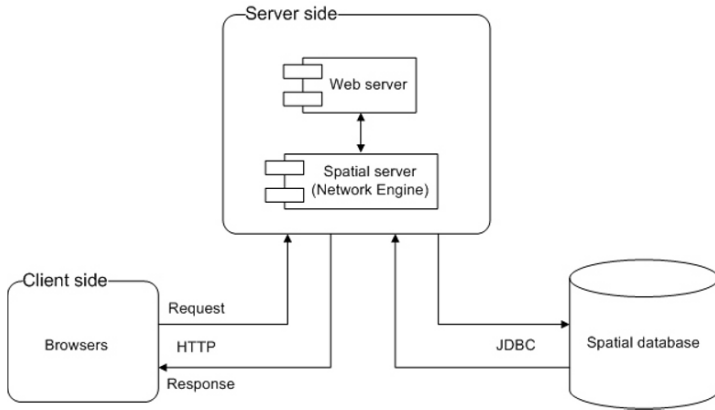 Server side
Web server
Spatial server
(Network Engine)
Client side
Browsers
Request
HTTP
Response
JDBC
Spatial database